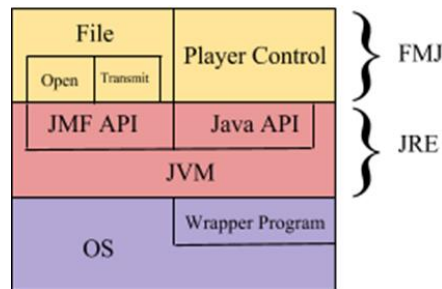 File
Open
Transmit
Player Control
FMJ
JMF API
Java API
JVM
JRE
Wrapper Program
OS